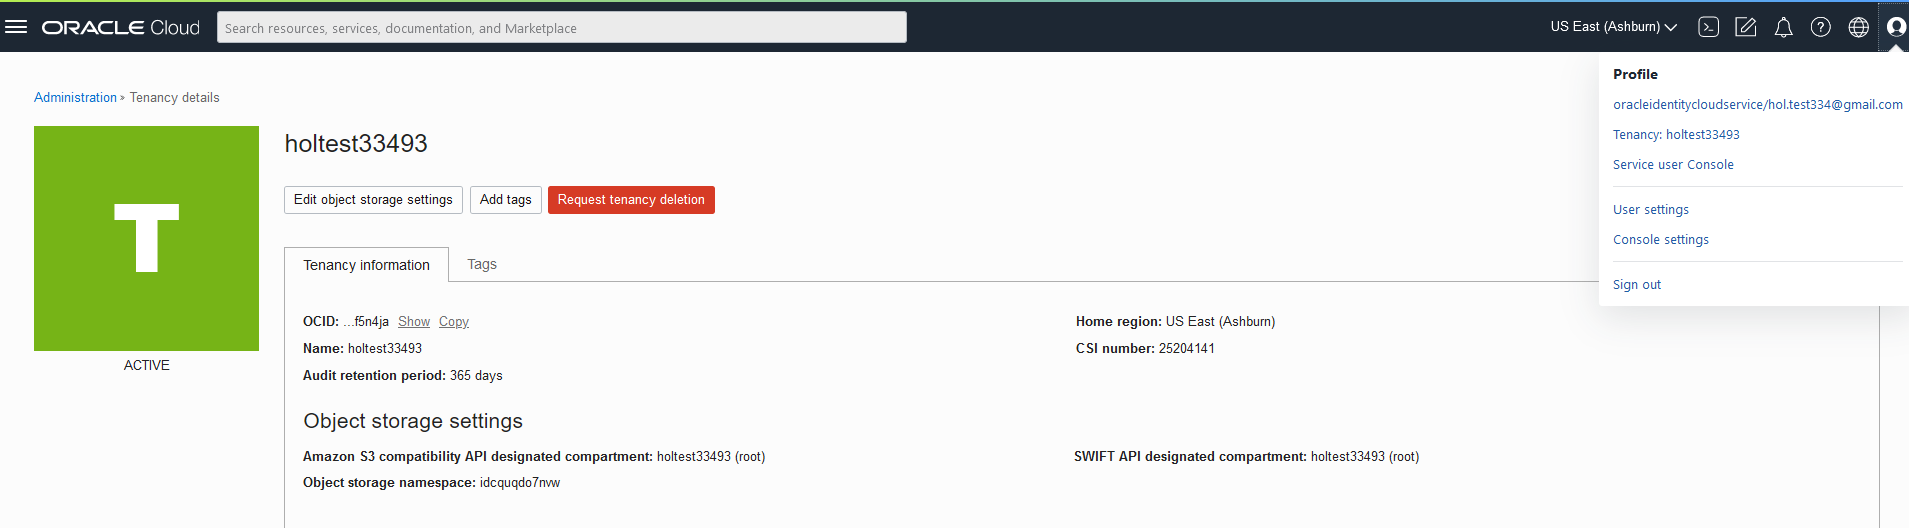 ORACLE Cloud
Search resources, services, documentation, and Marketplace
US East (Ashburn)
Profile
oracleidentitycloudservice/hol.test334@gmail.com
Tenancy: holtest33493
Service user Console
User settings
Console settings
Sign out
Administration » Tenancy details
T
ACTIVE
holtest33493
Edit object storage settings
Add tags
Request tenancy deletion
Tenancy information
Tags
OCID: ...f5n4ja Show Copy
Name: holtest33493
Audit retention period: 365 days
Home region: US East (Ashburn)
CSI number: 25204141
Object storage settings
Amazon S3 compatibility API designated compartment: holtest33493 (root)
Object storage namespace: idcquqdo7nvw
SWIFT API designated compartment: holtest33493 (root)